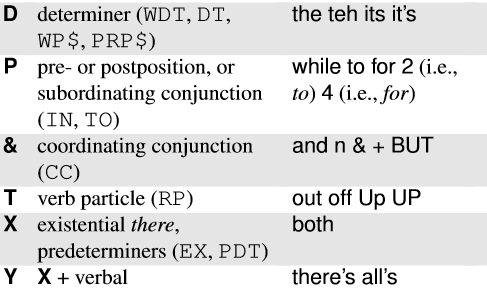 D determiner (WDT, DT, the teh its it's
WP$, PRP$)
P pre- or postposition, or while to for 2 (i.e.,
subordinating conjunction to) 4 (i.e., for)
(IN, TO)
& coordinating conjunction and n & + BUT
(CC)
T verb particle (RP) out off Up UP
X existential there, both
predeterminers (EX, PDT)
Y X + verbal there's all's